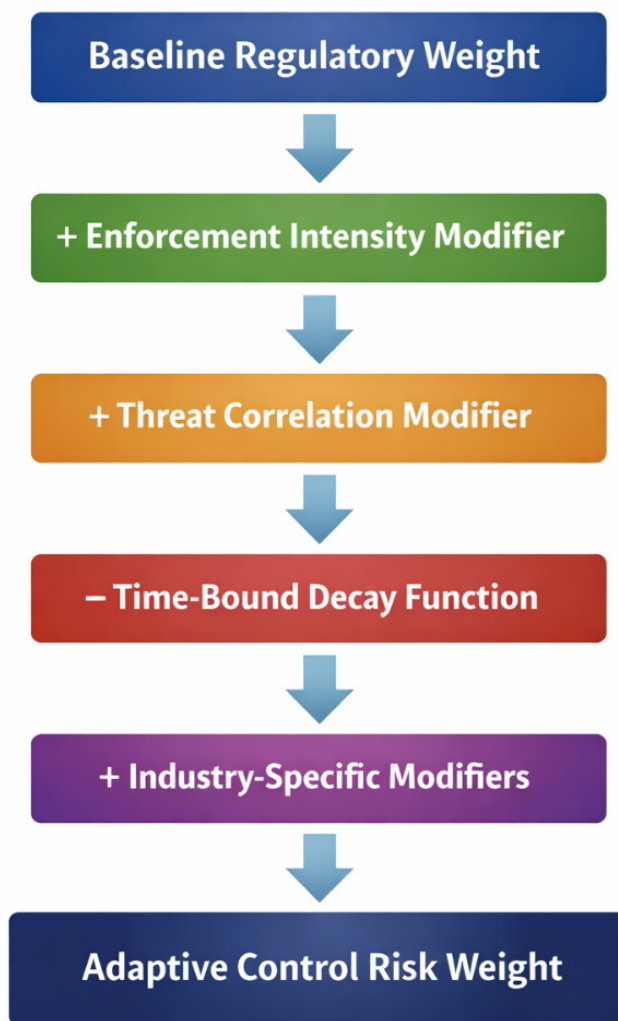 Baseline Regulatory Weight
+ Enforcement Intensity Modifier
+ Threat Correlation Modifier
– Time-Bound Decay Function
+ Industry-Specific Modifiers
Adaptive Control Risk Weight